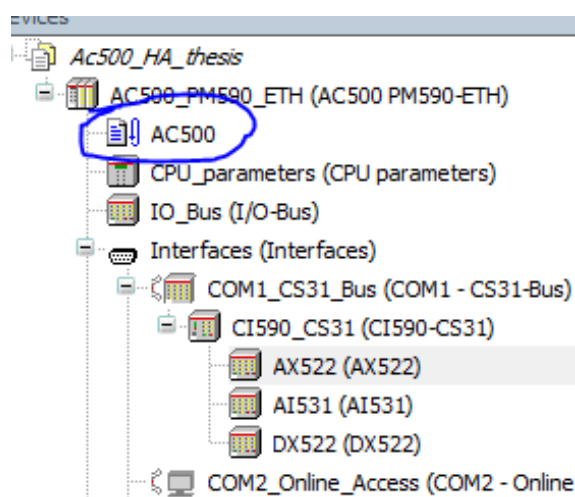 evices
Ac500_HA_thesis
AC500_PM590_ETH (AC500 PM590-ETH)
AC500
CPU_parameters (CPU parameters)
IO_Bus (I/O-Bus)
Interfaces (Interfaces)
COM1_CS31_Bus (COM1 - CS31-Bus)
CI590_CS31 (CI590-CS31)
AX522 (AX522)
AI531 (AI531)
DX522 (DX522)
COM2_Online_Access (COM2 - Online